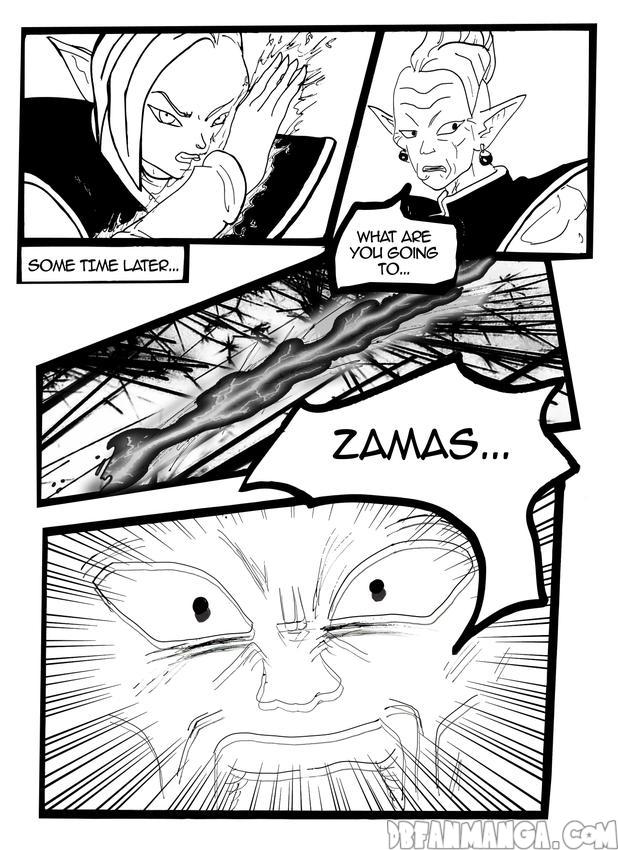 SOME TIME LATER...
WHAT ARE
YOU GOING
TO...
ZAMAS...
DBFANMANGA.COM